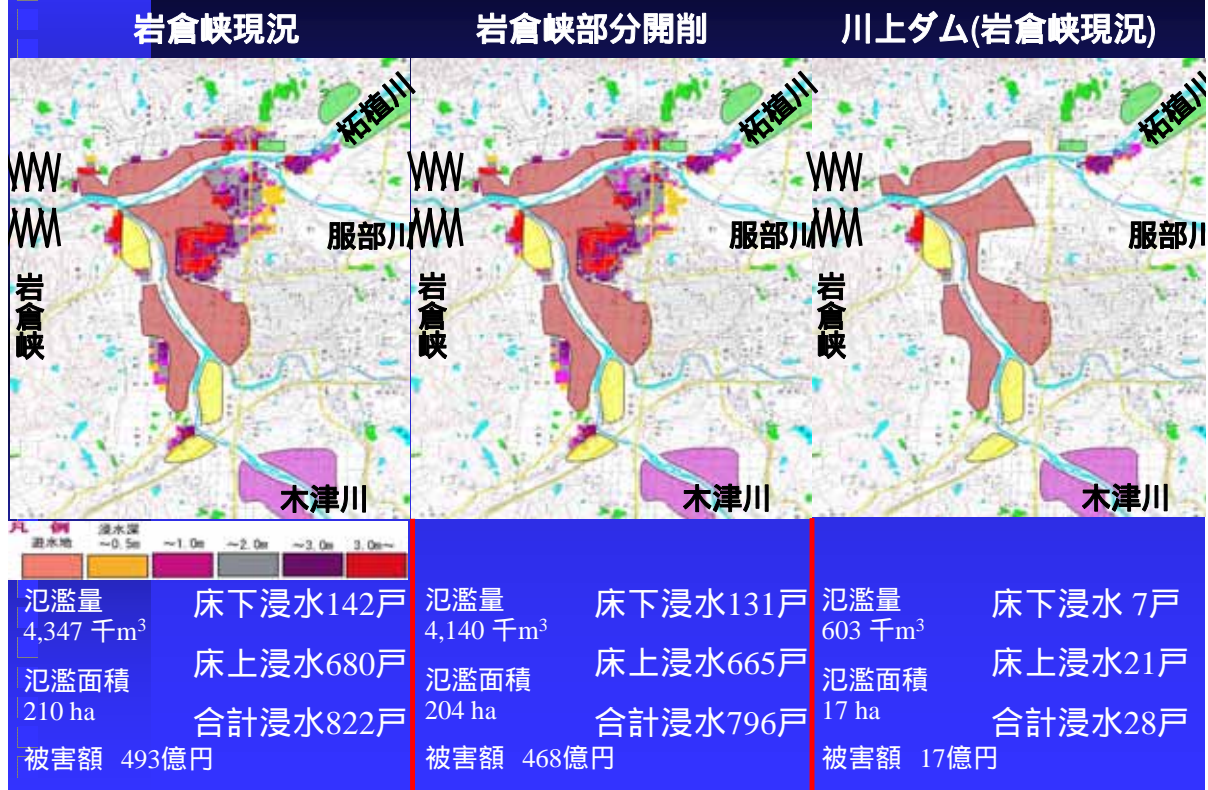 岩倉峡現況
岩倉峡部分開削
川上ダム(岩倉峡現況)
柘植川
服部川
岩倉峡
木津川
柘植川
服部川
岩倉峡
木津川
柘植川
服部川
岩倉峡
木津川
凡 例
遊水地
浸水深
~0.5m
~1.0m
~2.0m
~3.0m
3.0m~
氾濫量
4,347 千m³
氾濫面積
210 ha
床下浸水142戸
床上浸水680戸
合計浸水822戸
被害額 493億円
氾濫量
4,140 千m³
氾濫面積
204 ha
床下浸水131戸
床上浸水665戸
合計浸水796戸
被害額 468億円
氾濫量
603 千m³
氾濫面積
17 ha
床下浸水 7戸
床上浸水21戸
合計浸水28戸
被害額 17億円